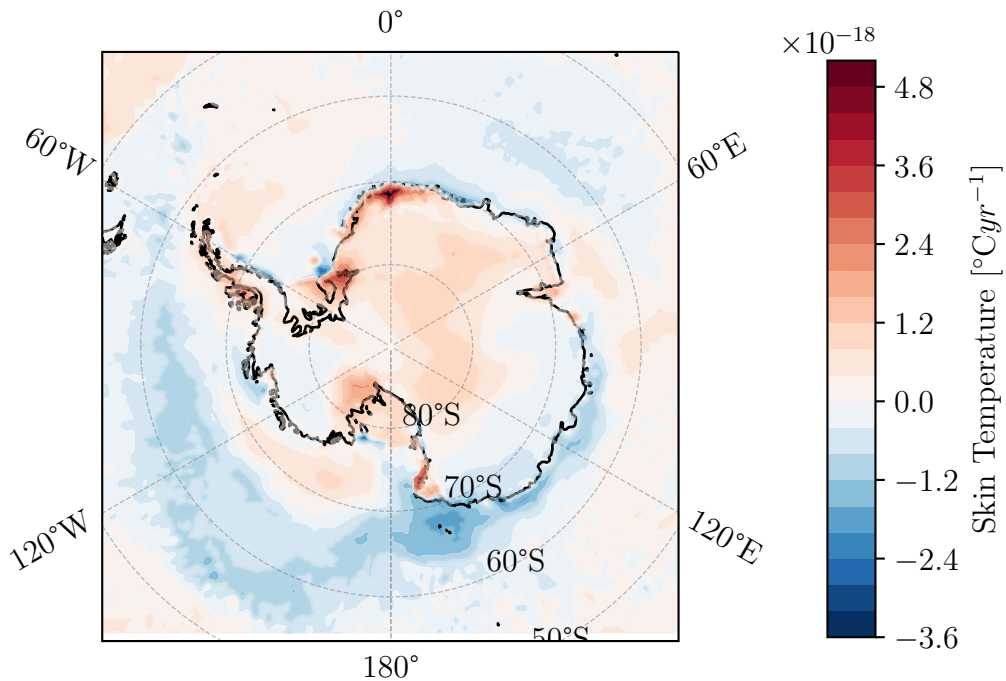 0°
×10⁻¹⁸
60°W
60°E
4.8
3.6
2.4
1.2
0.0
−1.2
−2.4
−3.6
Skin Temperature [°Cyr⁻¹]
80°S
70°S
120°W
120°E
60°S
50°S
180°